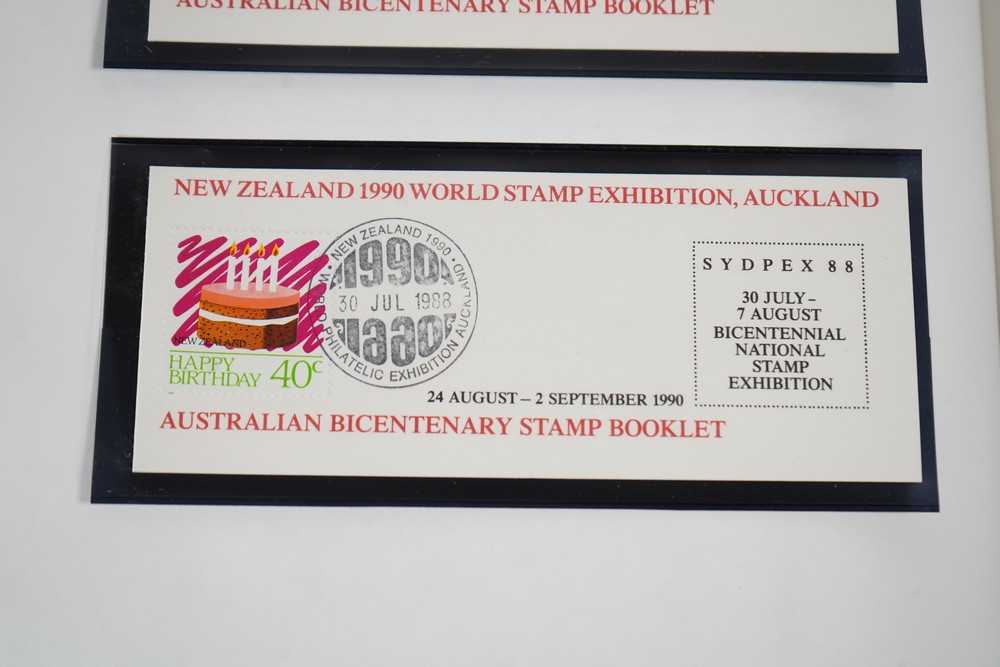 AUSTRALIAN BICENTENARY STAMP BOOKLET
NEW ZEALAND 1990 WORLD STAMP EXHIBITION, AUCKLAND
NEW ZEALAND
HAPPY
BIRTHDAY 40c
NEW ZEALAND 1990 · WORLD PHILATELIC EXHIBITION AUCKLAND ·
1990
30 JUL 1988
1990
SYDPEX 88
30 JULY –
7 AUGUST
BICENTENNIAL
NATIONAL
STAMP
EXHIBITION
24 AUGUST – 2 SEPTEMBER 1990
AUSTRALIAN BICENTENARY STAMP BOOKLET